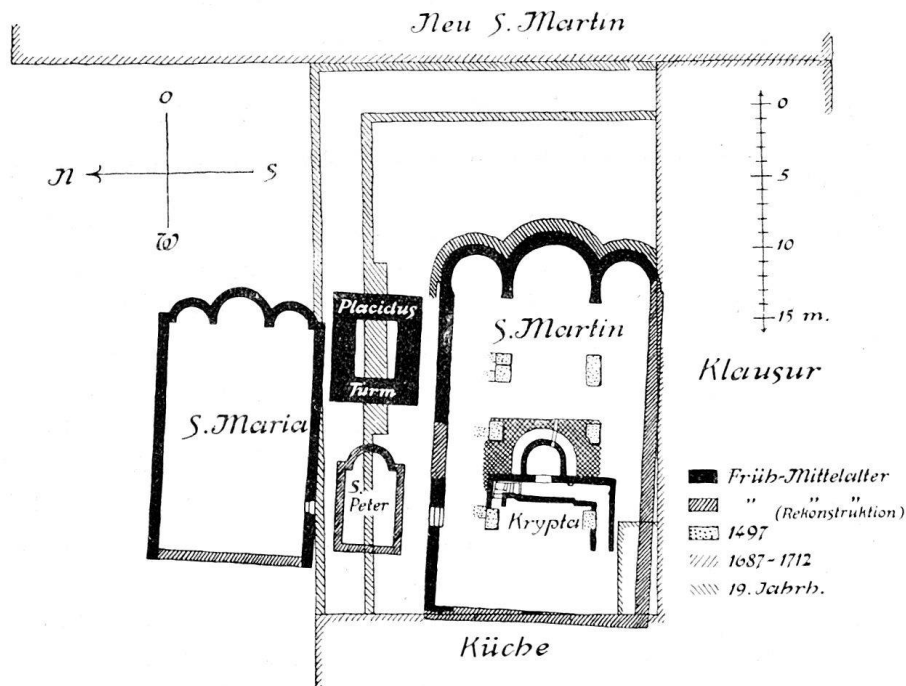 Neu S. Martin
O
N
S
W
0
5
10
15 m.
Placidus
Turm
S. Martin
Klausur
S. Maria
S.
Peter
Krypta
Früh-Mittelalter
" " "
(Rekonstruktion)
1497
1687-1712
19. Jahrh.
Küche